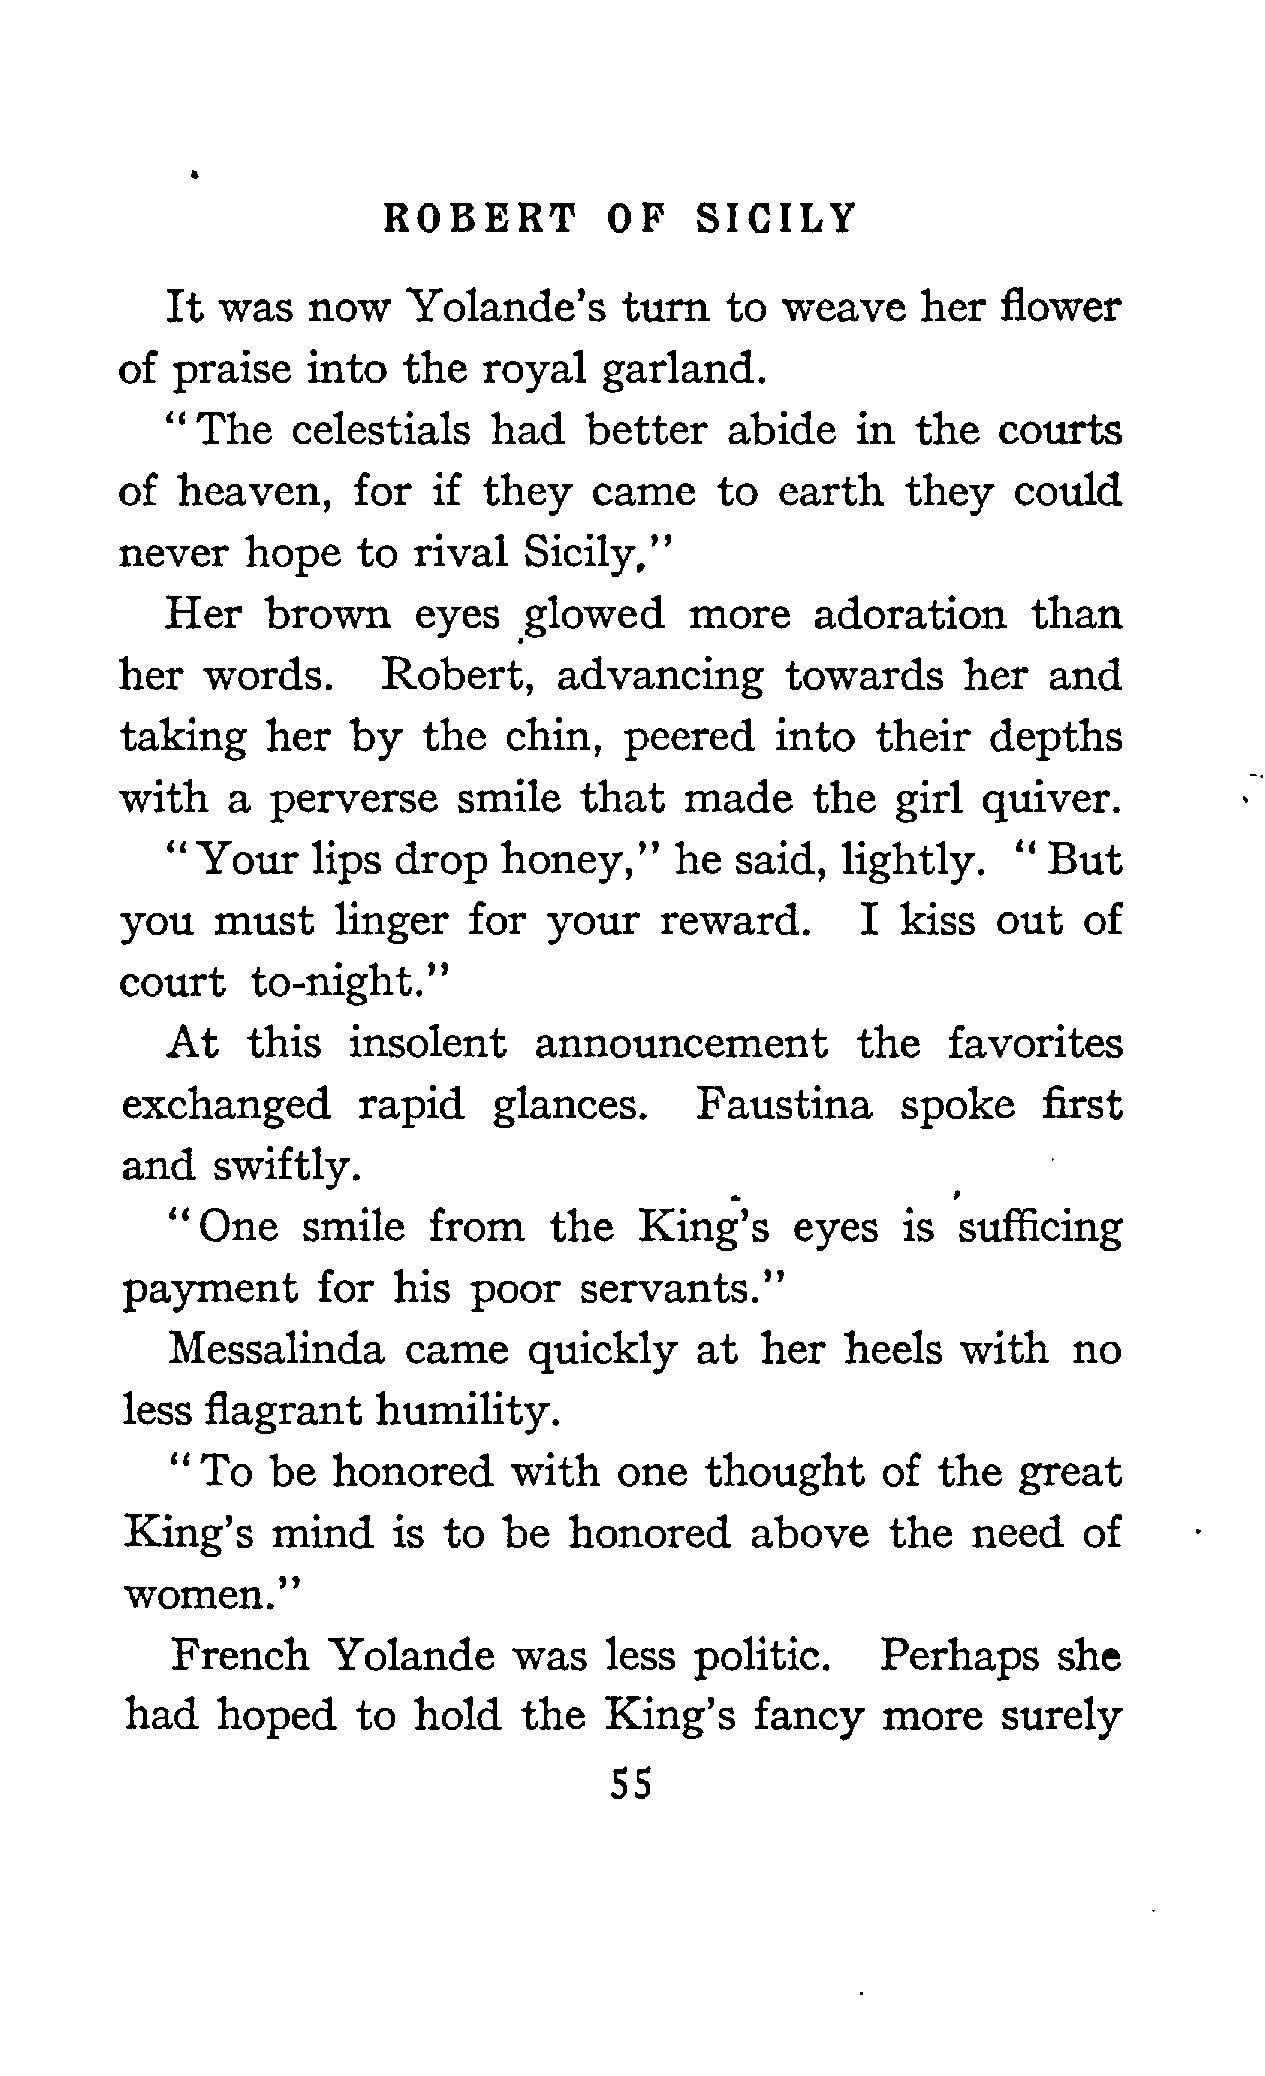 ROBERT OF SICILY
It was now Yolande's turn to weave her flower
of praise into the royal garland.
"The celestials had better abide in the courts
of heaven, for if they came to earth they could
never hope to rival Sicily."
Her brown eyes glowed more adoration than
her words. Robert, advancing towards her and
taking her by the chin, peered into their depths
with a perverse smile that made the girl quiver.
"Your lips drop honey," he said, lightly. "But
you must linger for your reward. I kiss out of
court to-night."
At this insolent announcement the favorites
exchanged rapid glances. Faustina spoke first
and swiftly.
"One smile from the King's eyes is sufficing
payment for his poor servants."
Messalinda came quickly at her heels with no
less flagrant humility.
"To be honored with one thought of the great
King's mind is to be honored above the need of
women."
French Yolande was less politic. Perhaps she
had hoped to hold the King's fancy more surely
55